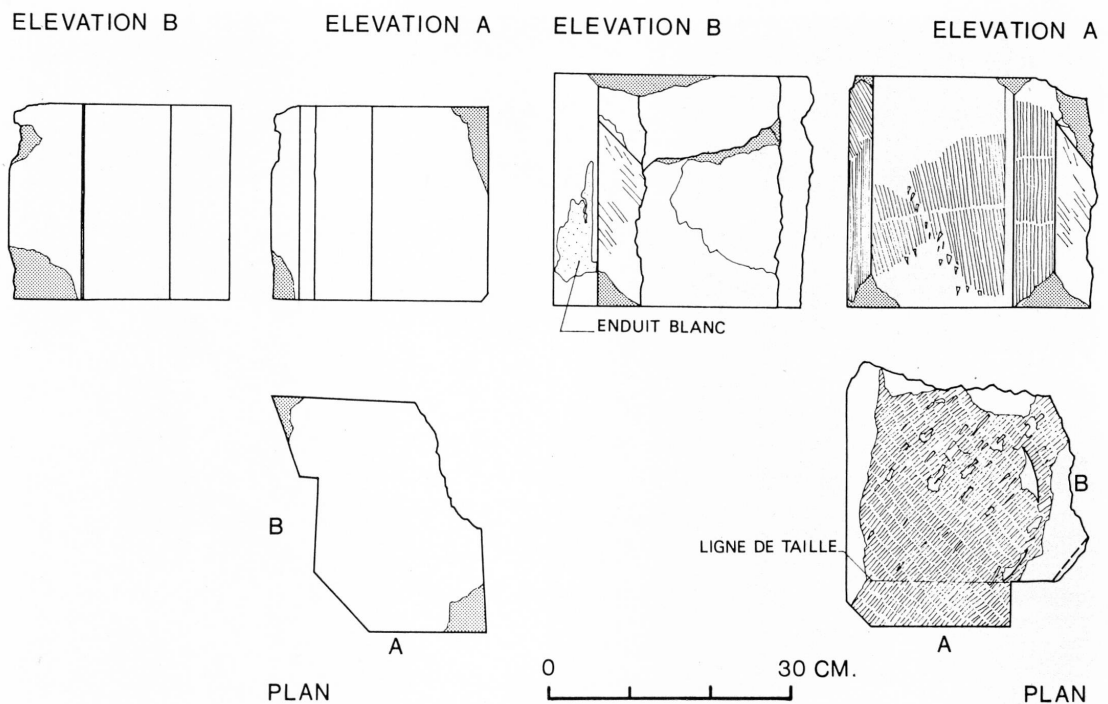 ELEVATION B
ELEVATION A
ELEVATION B
ELEVATION A
ENDUIT BLANC
B
A
PLAN
LIGNE DE TAILLE
B
A
0 30 CM.
PLAN